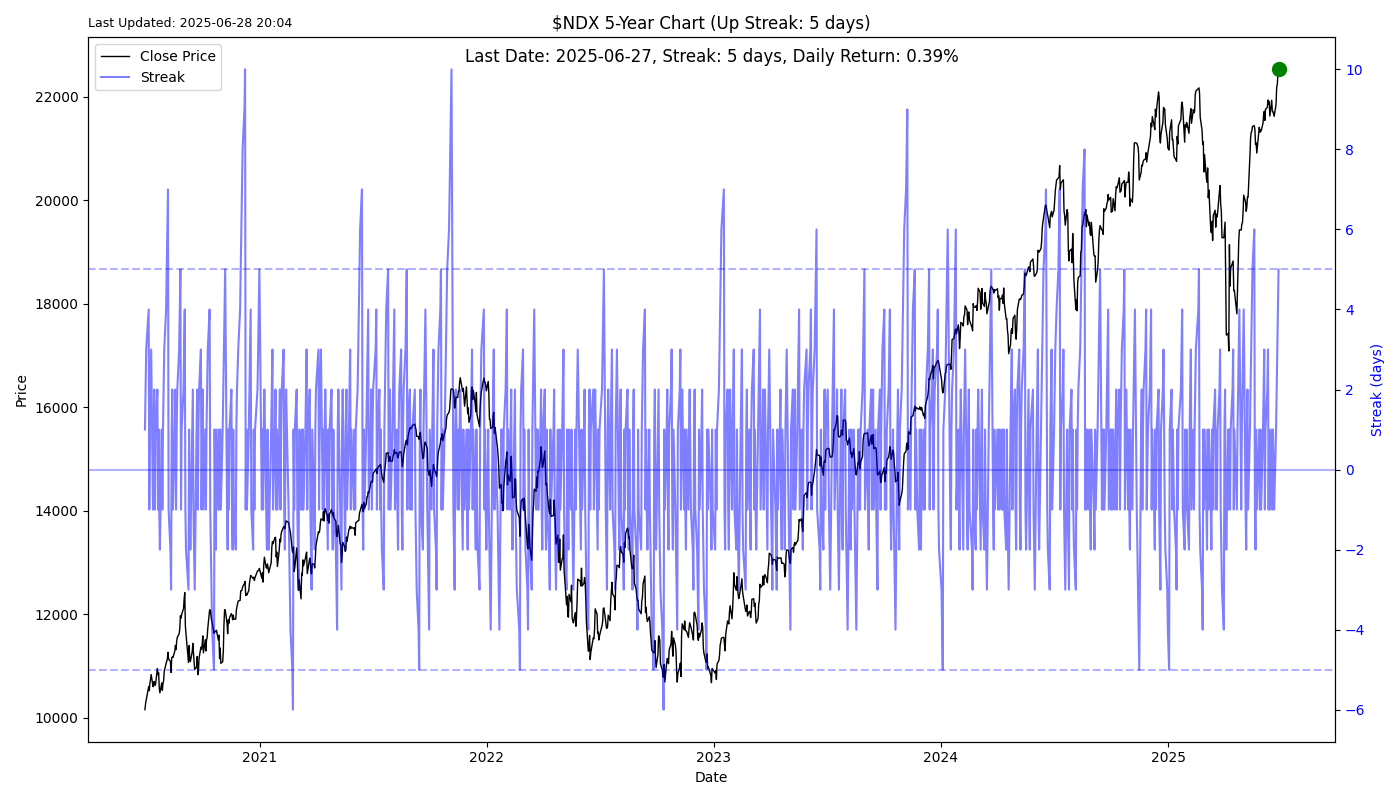 Last Updated: 2025-06-28 20:04
$NDX 5-Year Chart (Up Streak: 5 days)
Last Date: 2025-06-27, Streak: 5 days, Daily Return: 0.39%
Close Price
Streak
Price
22000
20000
18000
16000
14000
12000
10000
10
8
6
4
2
0
−2
−4
−6
Streak (days)
2021
2022
2023
2024
2025
Date